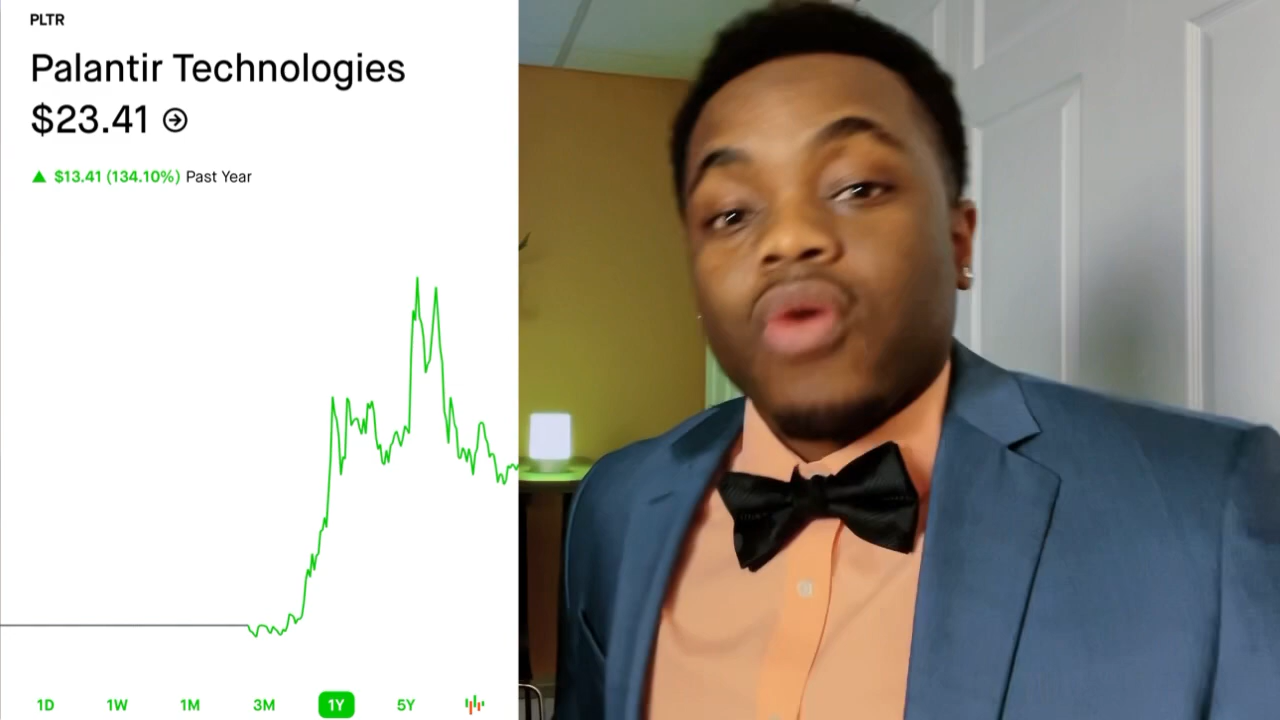 PLTR
Palantir Technologies
$23.41
$13.41 (134.10%) Past Year
1D 1W 1M 3M 1Y 5Y